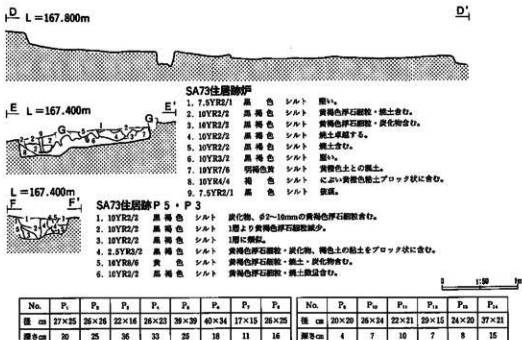 D L=167.800m D'
SA73住居跡炉
1. 7.5YR2/1 黒 色 シルト 堅い。
2. 10YR2/2 黒褐色 シルト 黄褐色浮石細粒・焼土含む。
3. 10YR2/2 黒褐色 シルト 黄褐色浮石細粒・炭化物含む。
4. 10YR2/2 黒褐色 シルト 焼土卓越する。
5. 10YR2/2 黒褐色 シルト 焼土含む。
6. 10YR3/2 黒褐色 シルト 堅い。
7. 10YR7/6 明褐色黄 シルト 黄橙色土との混土。
8. 10YR4/4 褐 色 シルト にぶい黄橙色粘土ブロック状に含む。
9. 7.5YR2/1 黒 色 シルト
E L=167.400m E'
G G'
L=167.400m
F F'
SA73住居跡P5・P3
1. 10YR2/2 黒褐色 シルト 炭化物、φ2~10mmの黄褐色浮石細粒含む。
2. 10YR2/2 黒褐色 シルト 1層より黄褐色浮石細粒減少。
3. 10YR2/2 黒褐色 シルト 1層に類似。
4. 2.5YR3/2 黒褐色 シルト 黄褐色浮石細粒・炭化物、褐色土の粘土をブロック状に含む。
5. 10YR8/6 黄 色 シルト 黄褐色浮石細粒・焼土・炭化物含む。
6. 10YR2/2 黒褐色 シルト 黄褐色浮石細粒・焼土微量含む。
0 1:50 1m
No. P₁ P₂ P₃ P₄ P₅ P₆ P₇ P₈ No. P₉ P₁₀ P₁₁ P₁₂ P₁₃ P₁₄
径cm 27×25 26×26 22×16 26×23 39×39 40×34 17×15 26×25 径cm 20×20 26×24 22×21 29×15 24×20 37×21
深さcm 20 25 36 33 25 18 11 16 深さcm 4 7 10 7 8 15